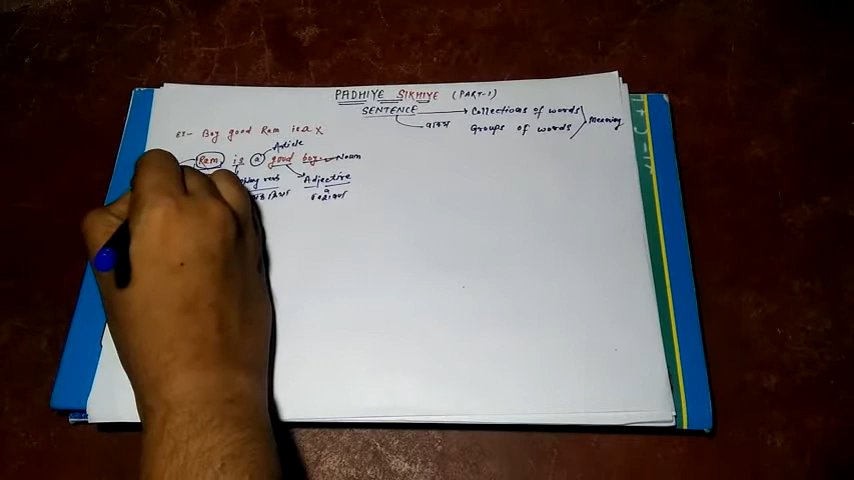 PADHIYE SIKHIYE (PART-1)
SENTENCE → Collections of words
वाक्य Groups of words
Meaning
Ex- Boy good Ram is a X
Article
Ram is a good boy Noun
verb Adjective